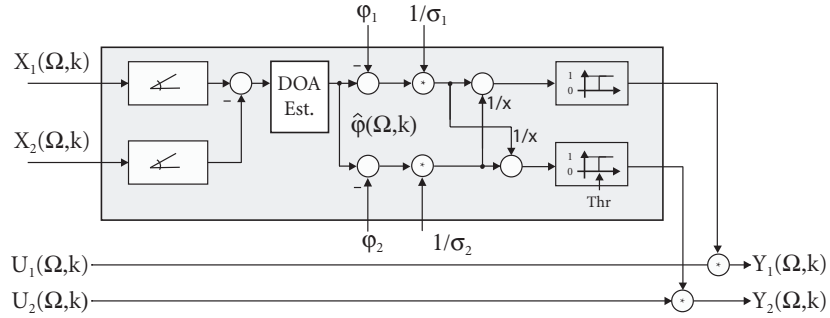 φ₁
1/σ₁
X₁(Ω,k)
DOA
Est.
-
-
*
1/x
1
0
X₂(Ω,k)
φ̂(Ω,k)
1/x
-
*
1
0
Thr
φ₂
1/σ₂
U₁(Ω,k)
*
Y₁(Ω,k)
U₂(Ω,k)
*
Y₂(Ω,k)